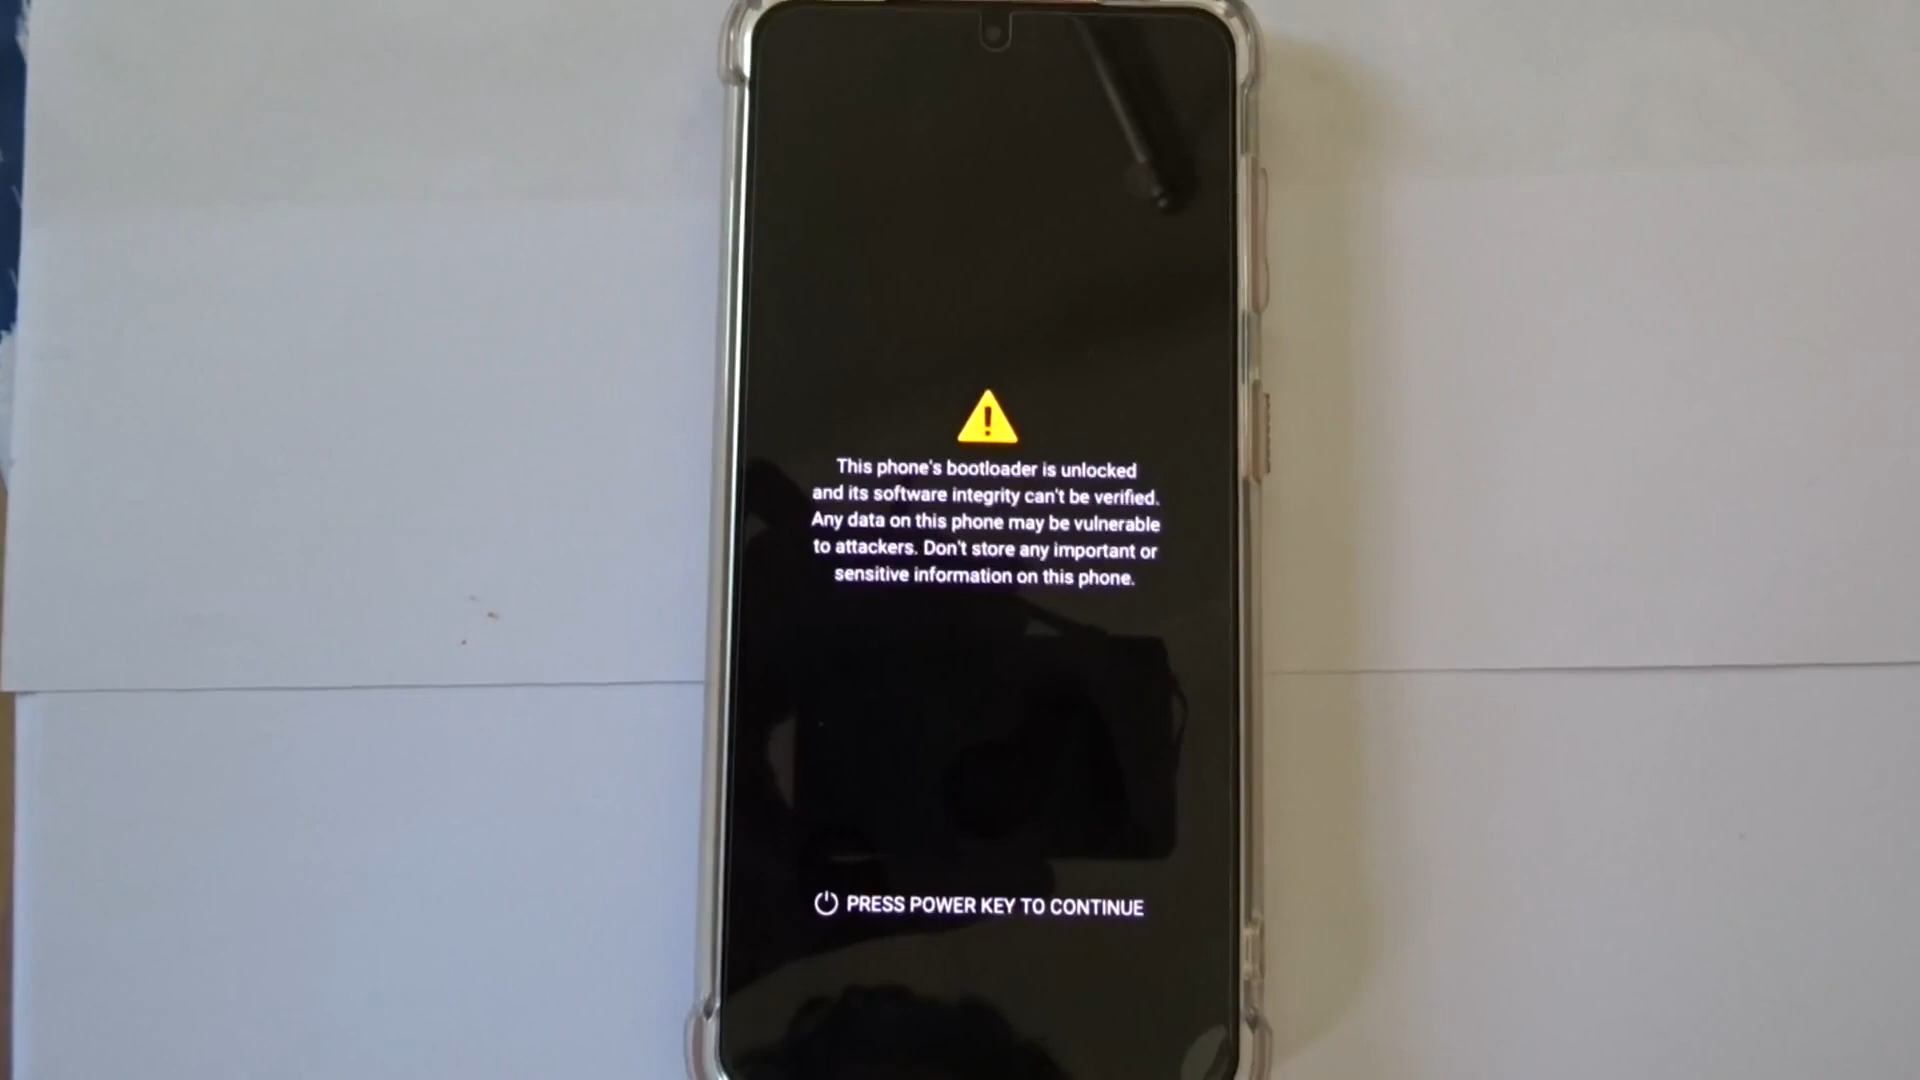 This phone's bootloader is unlocked
and its software integrity can't be verified.
Any data on this phone may be vulnerable
to attackers. Don't store any important or
sensitive information on this phone.
PRESS POWER KEY TO CONTINUE